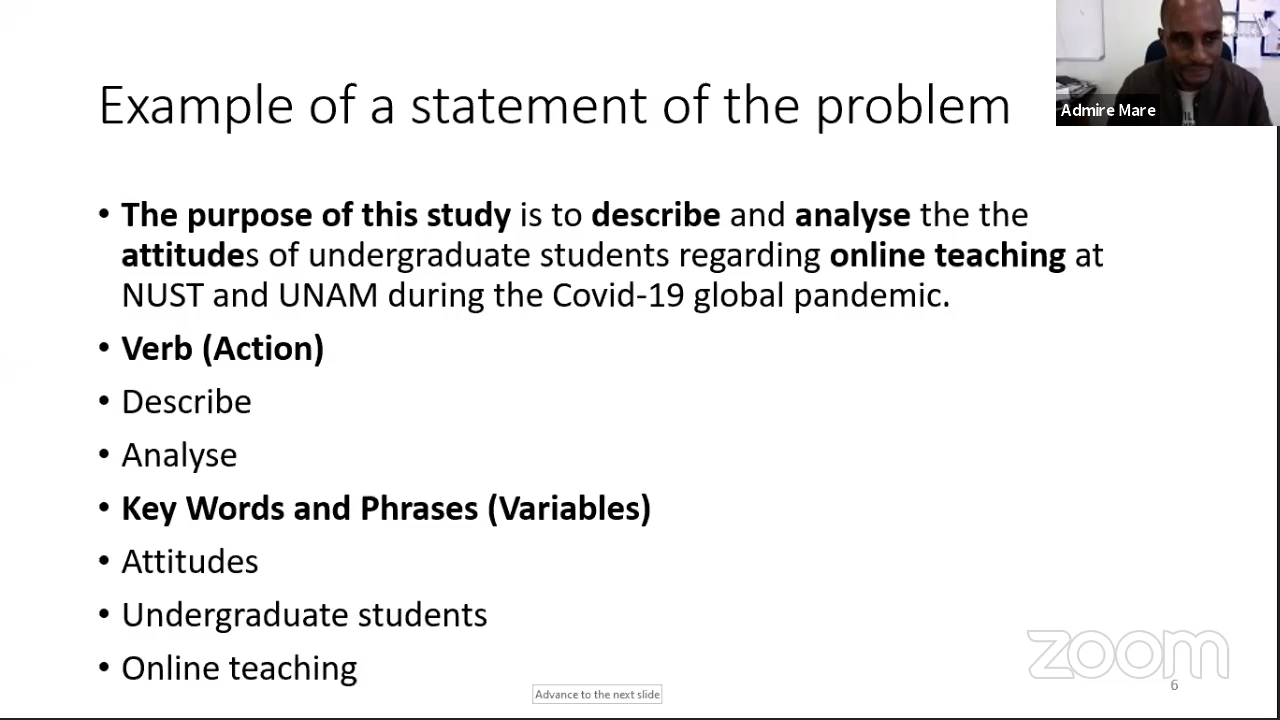 Example of a statement of the problem
Admire Mare
• The purpose of this study is to describe and analyse the the
attitudes of undergraduate students regarding online teaching at
NUST and UNAM during the Covid-19 global pandemic.
• Verb (Action)
• Describe
• Analyse
• Key Words and Phrases (Variables)
• Attitudes
• Undergraduate students
• Online teaching
zoom
6
Advance to the next slide